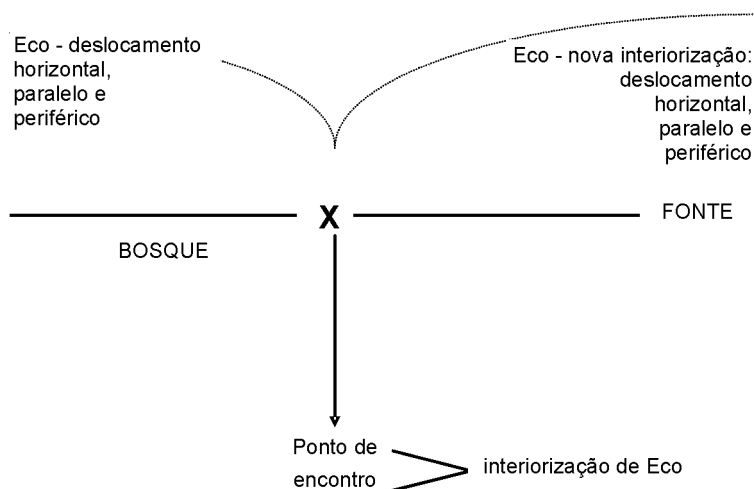 Eco - deslocamento
horizontal,
paralelo e
periférico
Eco - nova interiorização:
deslocamento
horizontal,
paralelo e
periférico
X
FONTE
BOSQUE
Ponto de
encontro
interiorização de Eco